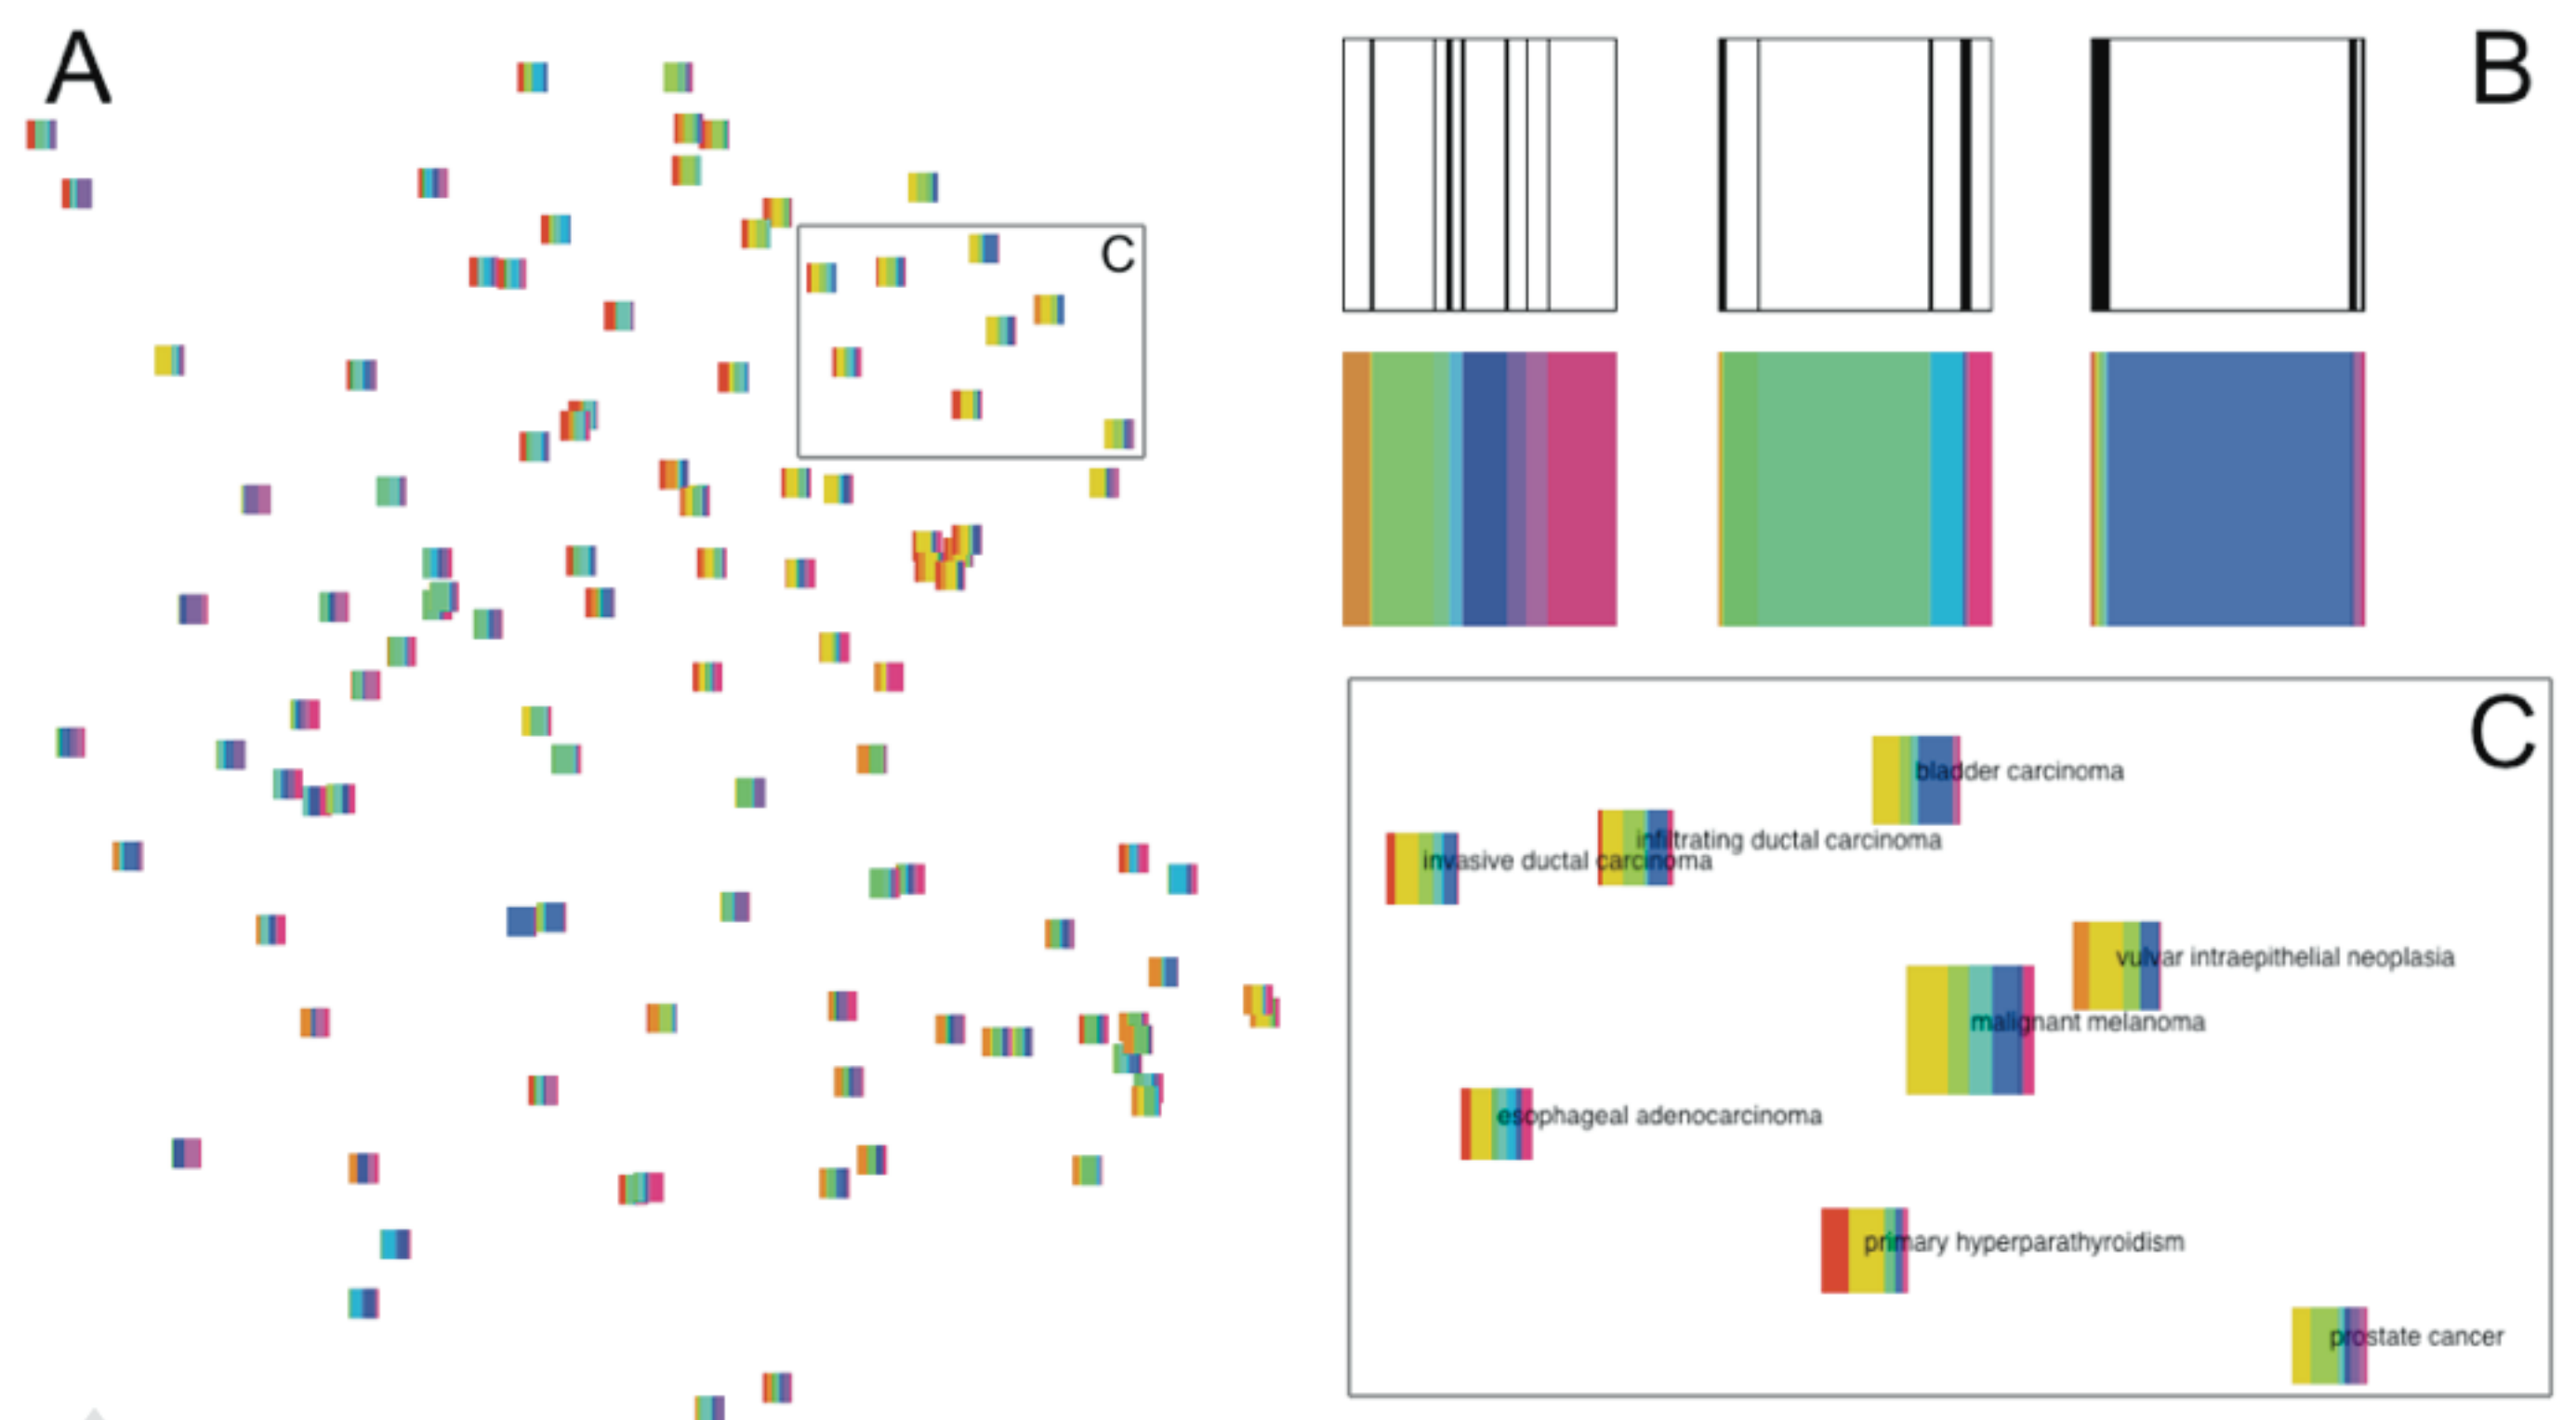 A
C
B
C
bladder carcinoma
infiltrating ductal carcinoma
invasive ductal carcinoma
vulvar intraepithelial neoplasia
malignant melanoma
esophageal adenocarcinoma
primary hyperparathyroidism
prostate cancer